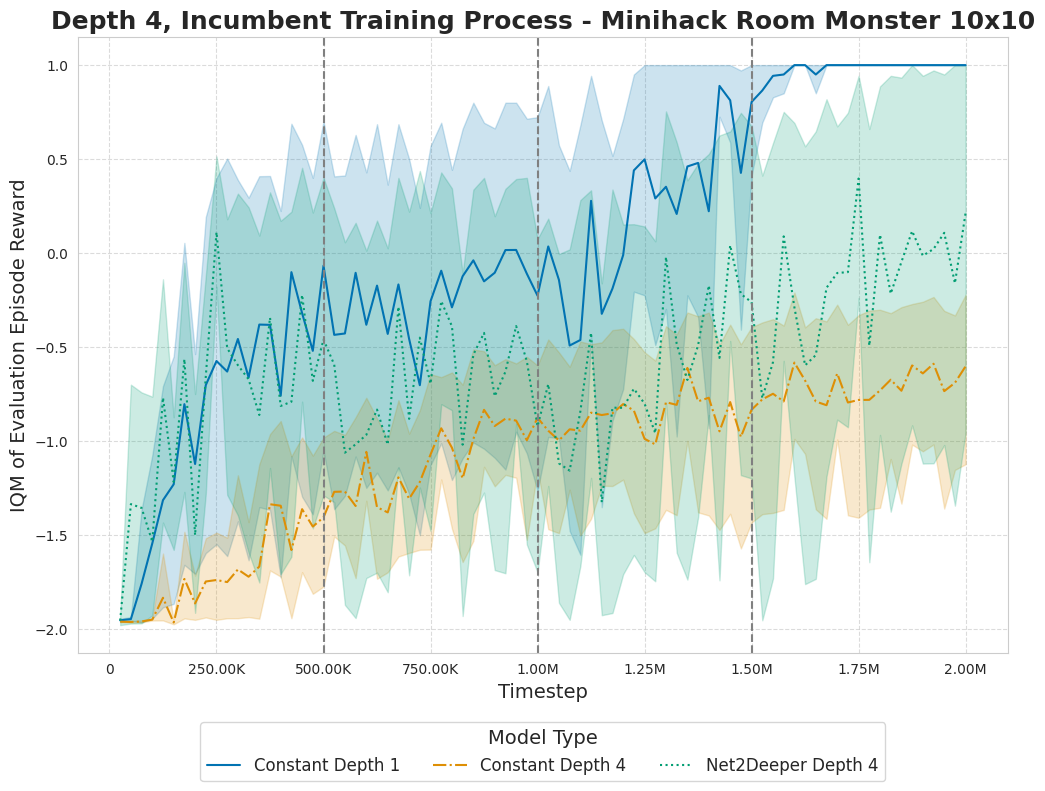 Depth 4, Incumbent Training Process - Minihack Room Monster 10x10
IQM of Evaluation Episode Reward
1.0
0.5
0.0
−0.5
−1.0
−1.5
−2.0
0 250.00K 500.00K 750.00K 1.00M 1.25M 1.50M 1.75M 2.00M
Timestep
Model Type
Constant Depth 1 Constant Depth 4 Net2Deeper Depth 4